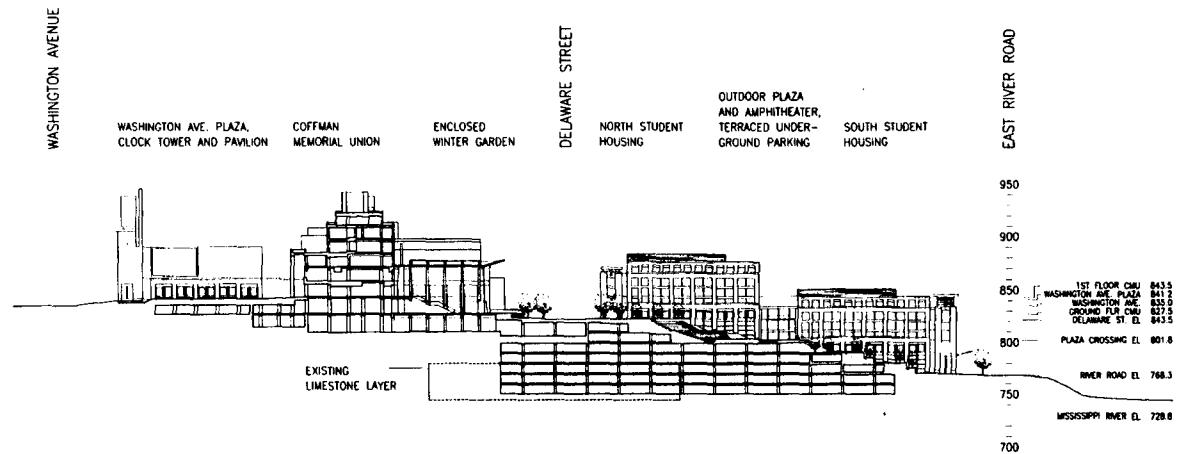 WASHINGTON AVENUE
WASHINGTON AVE. PLAZA,
CLOCK TOWER AND PAVILION
COFFMAN
MEMORIAL UNION
ENCLOSED
WINTER GARDEN
DELAWARE STREET
NORTH STUDENT
HOUSING
OUTDOOR PLAZA
AND AMPHITHEATER,
TERRACED UNDER-
GROUND PARKING
SOUTH STUDENT
HOUSING
EAST RIVER ROAD
950
900
850
800
750
700
1ST FLOOR CMU 843.5
WASHINGTON AVE. PLAZA 841.2
WASHINGTON AVE. 835.0
GROUND FLR CMU 827.5
DELAWARE ST. EL 843.5
PLAZA CROSSING EL 801.6
RIVER ROAD EL 768.3
MISSISSIPPI RIVER EL 728.6
EXISTING
LIMESTONE LAYER